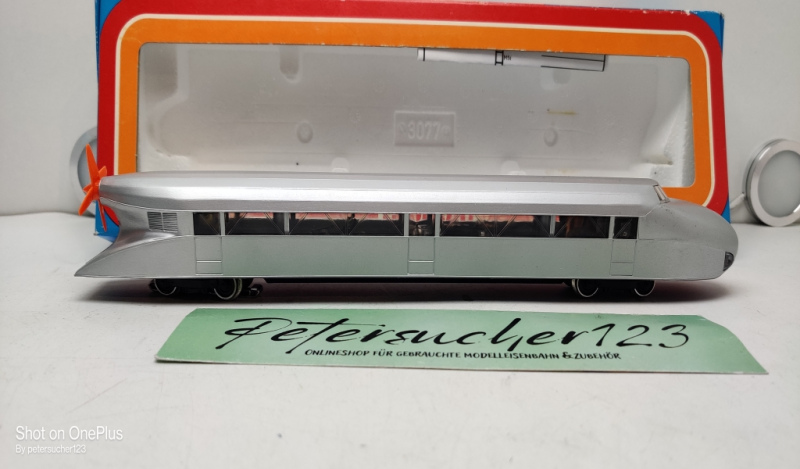 3077
Petersucher123
ONLINESHOP FÜR GEBRAUCHTE MODELLEISENBAHN & ZUBEHÖR
Shot on OnePlus
By petersucher123